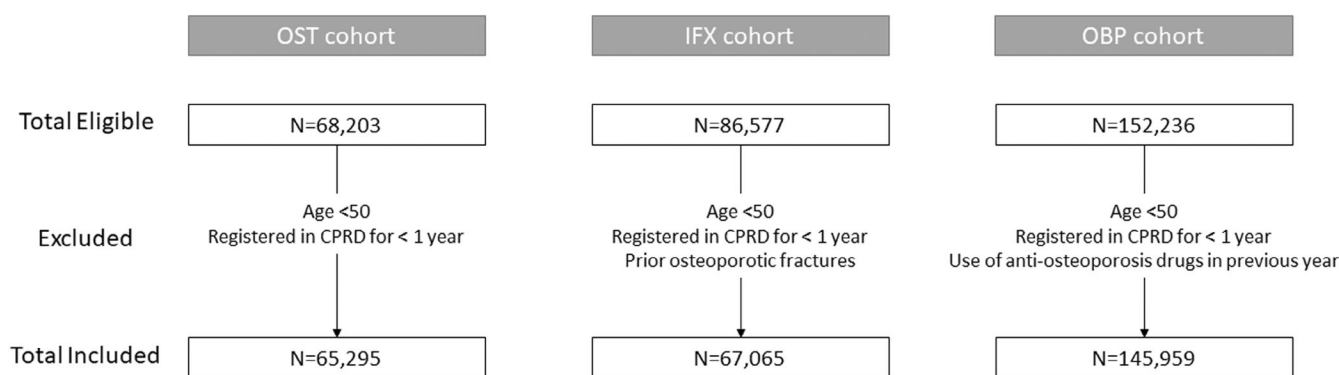 OST cohort
IFX cohort
OBP cohort
Total Eligible
N=68,203
N=86,577
N=152,236
Excluded
Age <50
Registered in CPRD for < 1 year
Age <50
Registered in CPRD for < 1 year
Prior osteoporotic fractures
Age <50
Registered in CPRD for < 1 year
Use of anti-osteoporosis drugs in previous year
Total Included
N=65,295
N=67,065
N=145,959